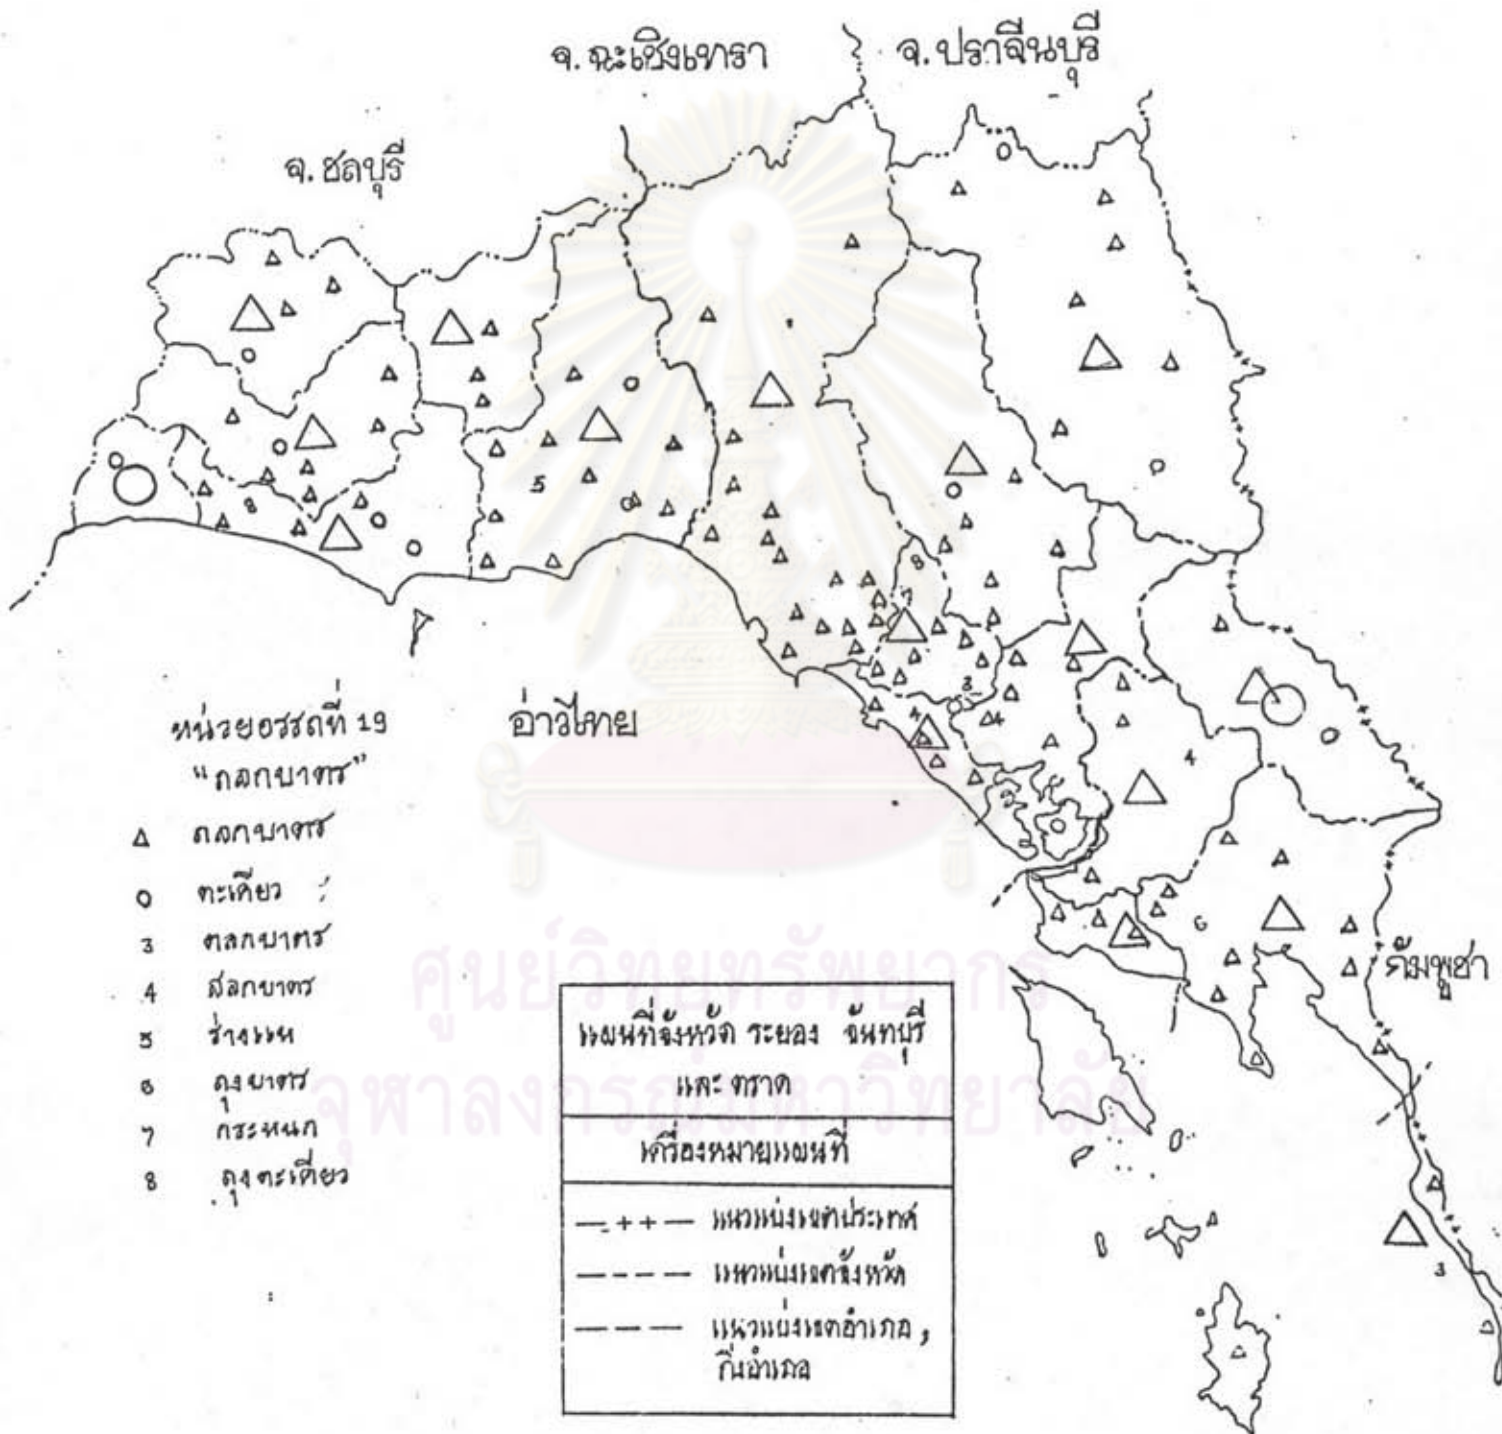 จ.ฉะเชิงเทรา
จ.ปราจีนบุรี
จ.ชลบุรี
อ่าวไทย
หน่วยอรรถที่ 19
"ถลกบาตร"
△ ถลกบาตร
○ ตะเคียว
3 ตลกบาตร
4 สลกบาตร
5 ร่างแห
6 ถุงบาตร
7 กระหนก
8 ถุงตะเคียว
กัมพูชา
ศูนย์วิทยทรัพยากร
จุฬาลงกรณ์มหาวิทยาลัย
แผนที่จังหวัด ระยอง จันทบุรี
และ ตราด
เครื่องหมายแผนที่
แนวแบ่งเขตประเทศ
แนวแบ่งเขตจังหวัด
แนวแบ่งเขตอำเภอ,
กิ่งอำเภอ
8
5
8
7
3
4
4
4
6
3